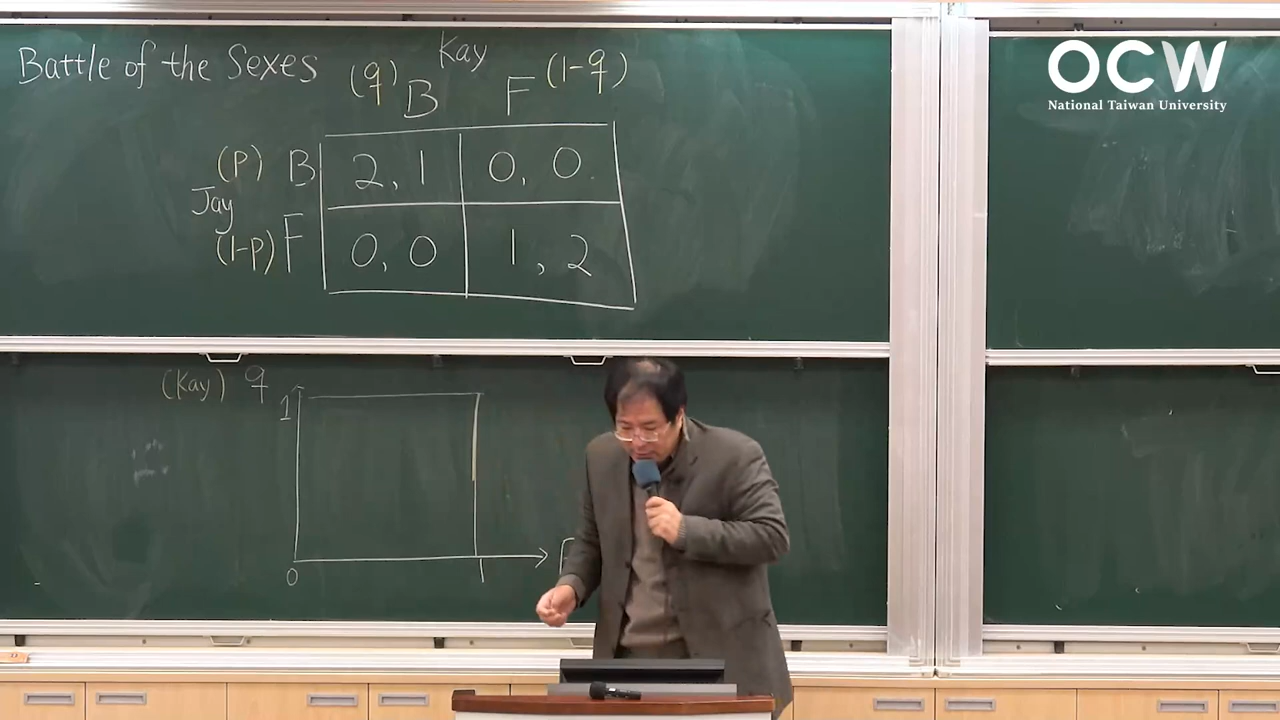 Battle of the Sexes
Kay
(q) B F (1-q)
(P) B 2, 1 0, 0
Jay
(1-P) F 0, 0 1, 2
(Kay) q
1
0 1
OCW
National Taiwan University